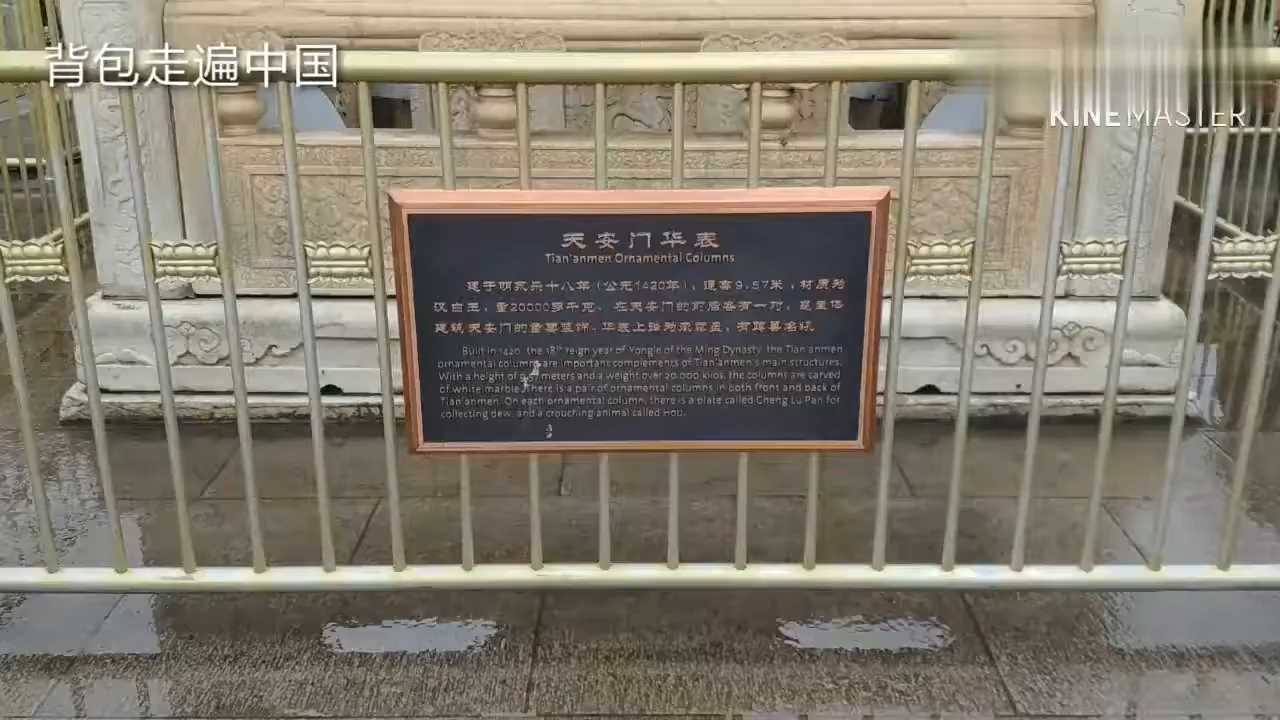 背包走遍中国
KINEMASTER
天安门华表
Tian'anmen Ornamental Columns
建于明永乐十八年（公元1420年），通高9.57米，材质为
汉白玉，重20000多千克。在天安门的前后各有一对，是量伍
建筑天安门的重要装饰。华表上端为承露盘，有蹲兽名犼。
Built in 1420, the 18th reign year of Yongle of the Ming Dynasty, the Tian'anmen
ornamental columns are important complements of Tian'anmen's main structures.
With a height of 9.57 meters and a weight over 20,000 kilos, the columns are carved
of white marble. There is a pair of ornamental columns in both front and back of
Tian'anmen. On each ornamental column, there is a plate called Cheng Lu Pan for
collecting dew, and a crouching animal called Hou.